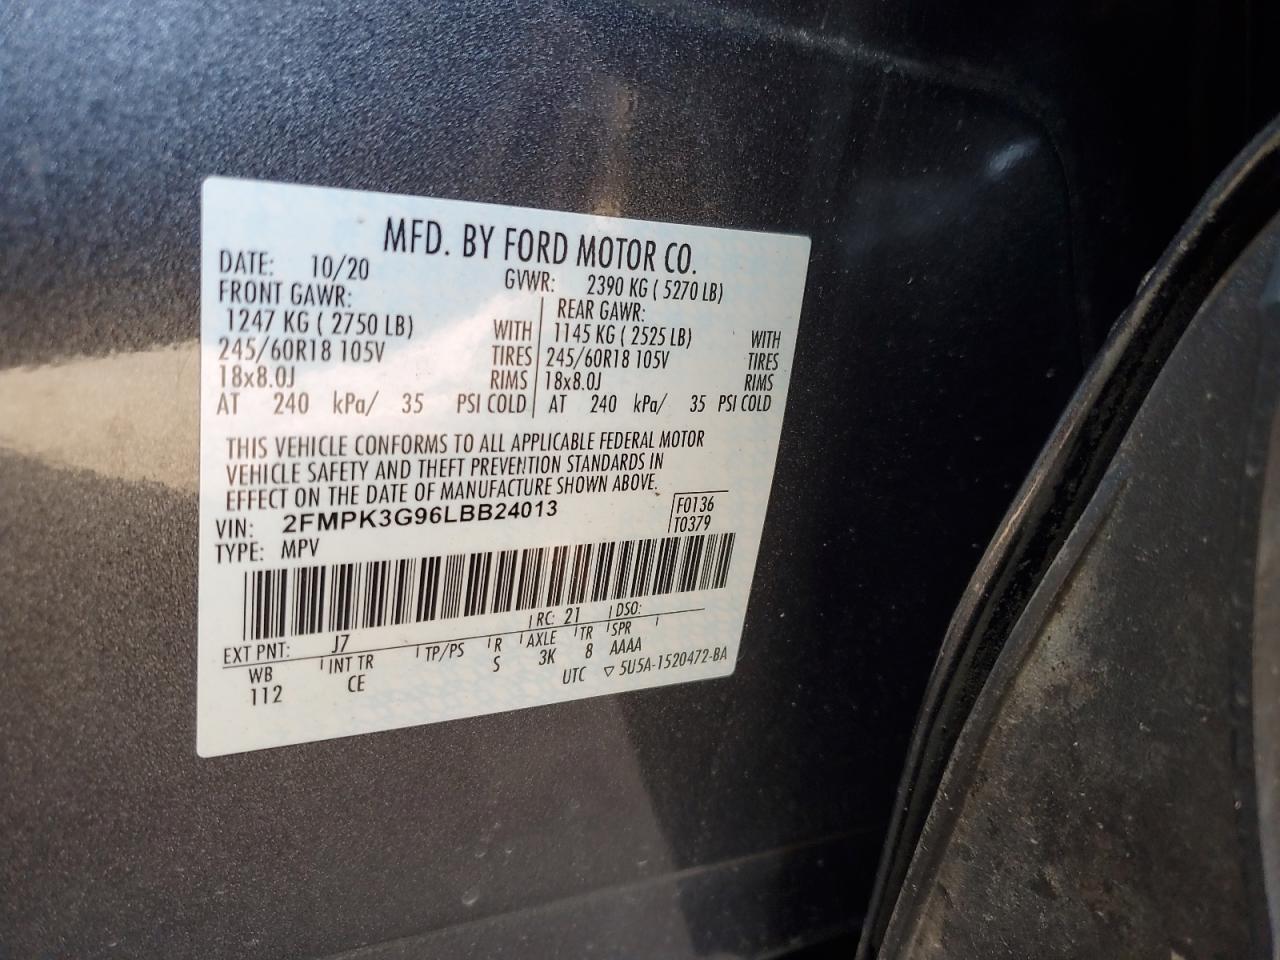 MFD. BY FORD MOTOR CO.
DATE: 10/20 GVWR: 2390 KG ( 5270 LB)
FRONT GAWR: REAR GAWR:
1247 KG ( 2750 LB) WITH 1145 KG ( 2525 LB) WITH
245/60R18 105V TIRES 245/60R18 105V TIRES
18x8.0J RIMS 18x8.0J RIMS
AT 240 kPa/ 35 PSI COLD AT 240 kPa/ 35 PSI COLD
THIS VEHICLE CONFORMS TO ALL APPLICABLE FEDERAL MOTOR
VEHICLE SAFETY AND THEFT PREVENTION STANDARDS IN
EFFECT ON THE DATE OF MANUFACTURE SHOWN ABOVE.
VIN: 2FMPK3G96LBB24013 F0136
TYPE: MPV T0379
EXT PNT: J7 RC: 21 DSO:
WB INT TR TP/PS R AXLE TR SPR
112 CE S 3K 8 AAAA
UTC ▽ 5U5A-1520472-BA